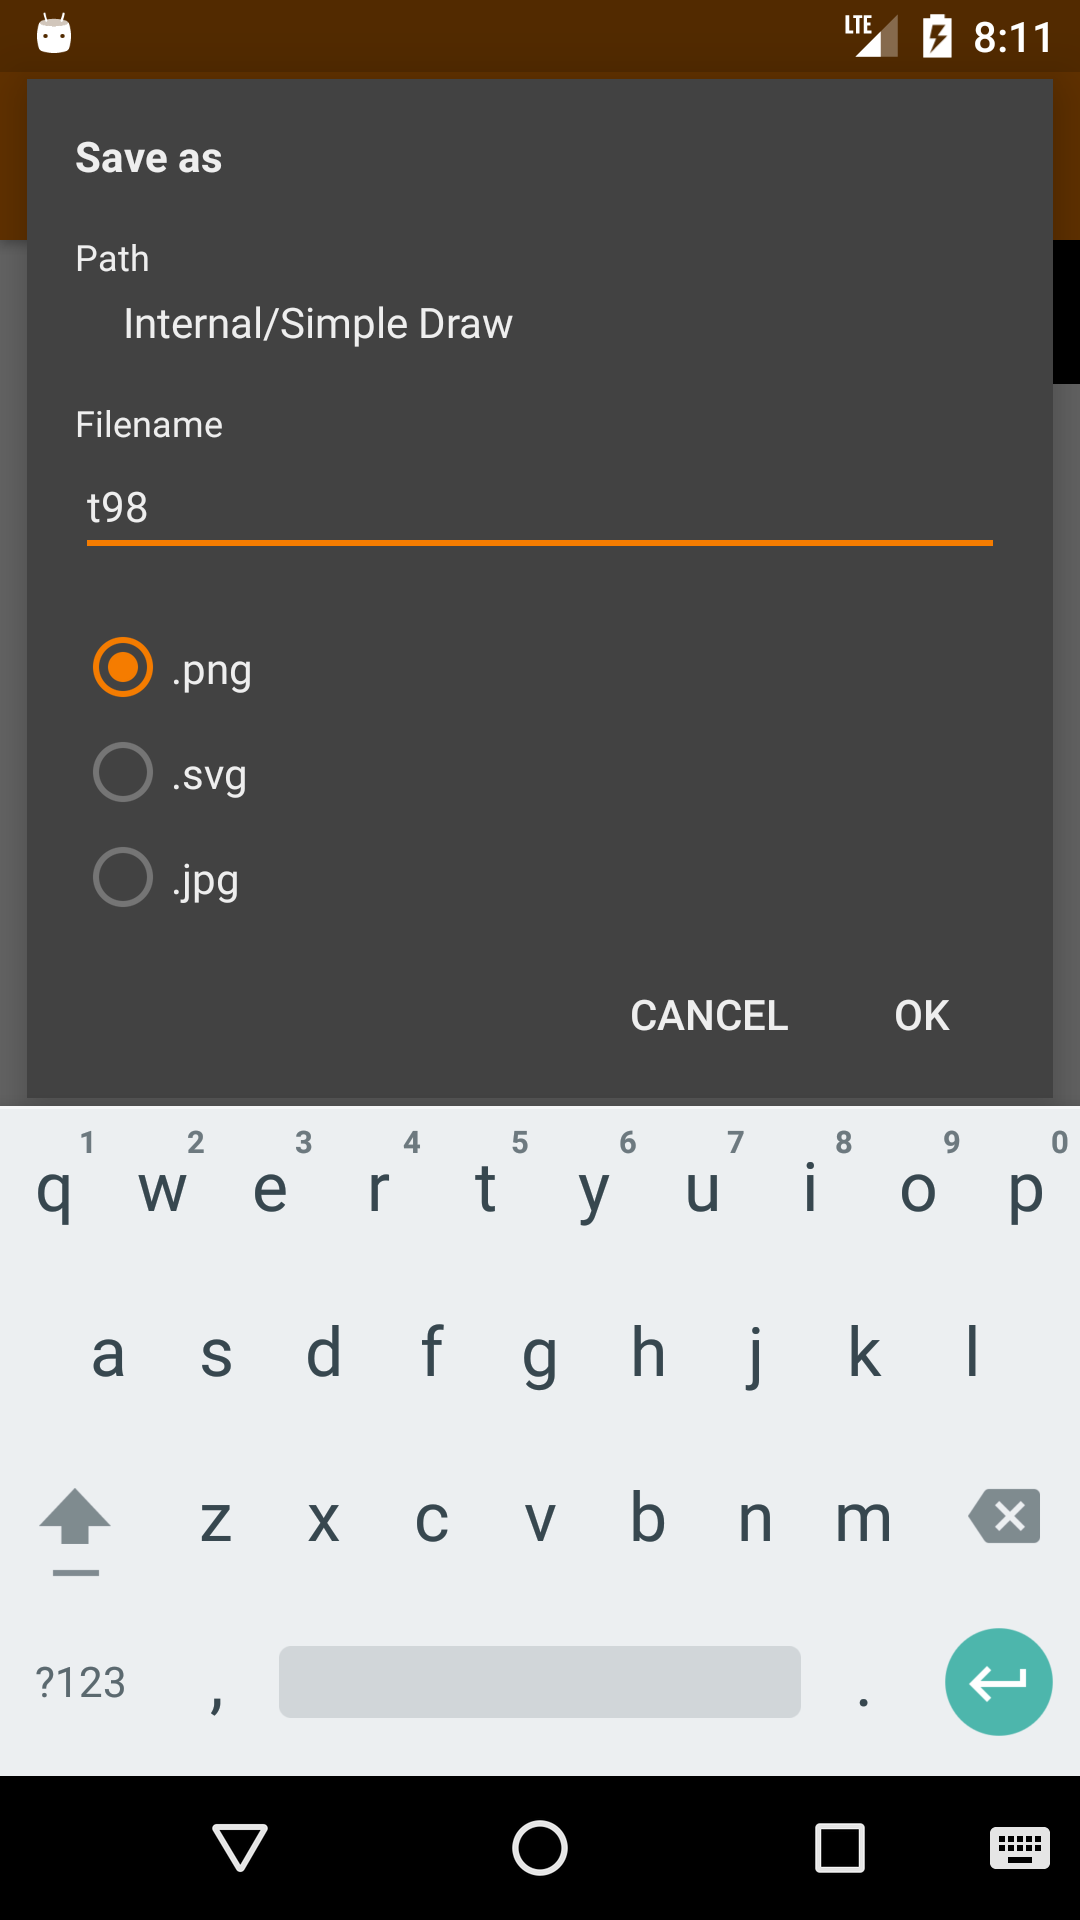 LTE 8:11
Save as
Path
Internal/Simple Draw
Filename
t98
.png
.svg
.jpg
CANCEL OK
1 2 3 4 5 6 7 8 9 0
q w e r t y u i o p
a s d f g h j k l
z x c v b n m
?123 , .